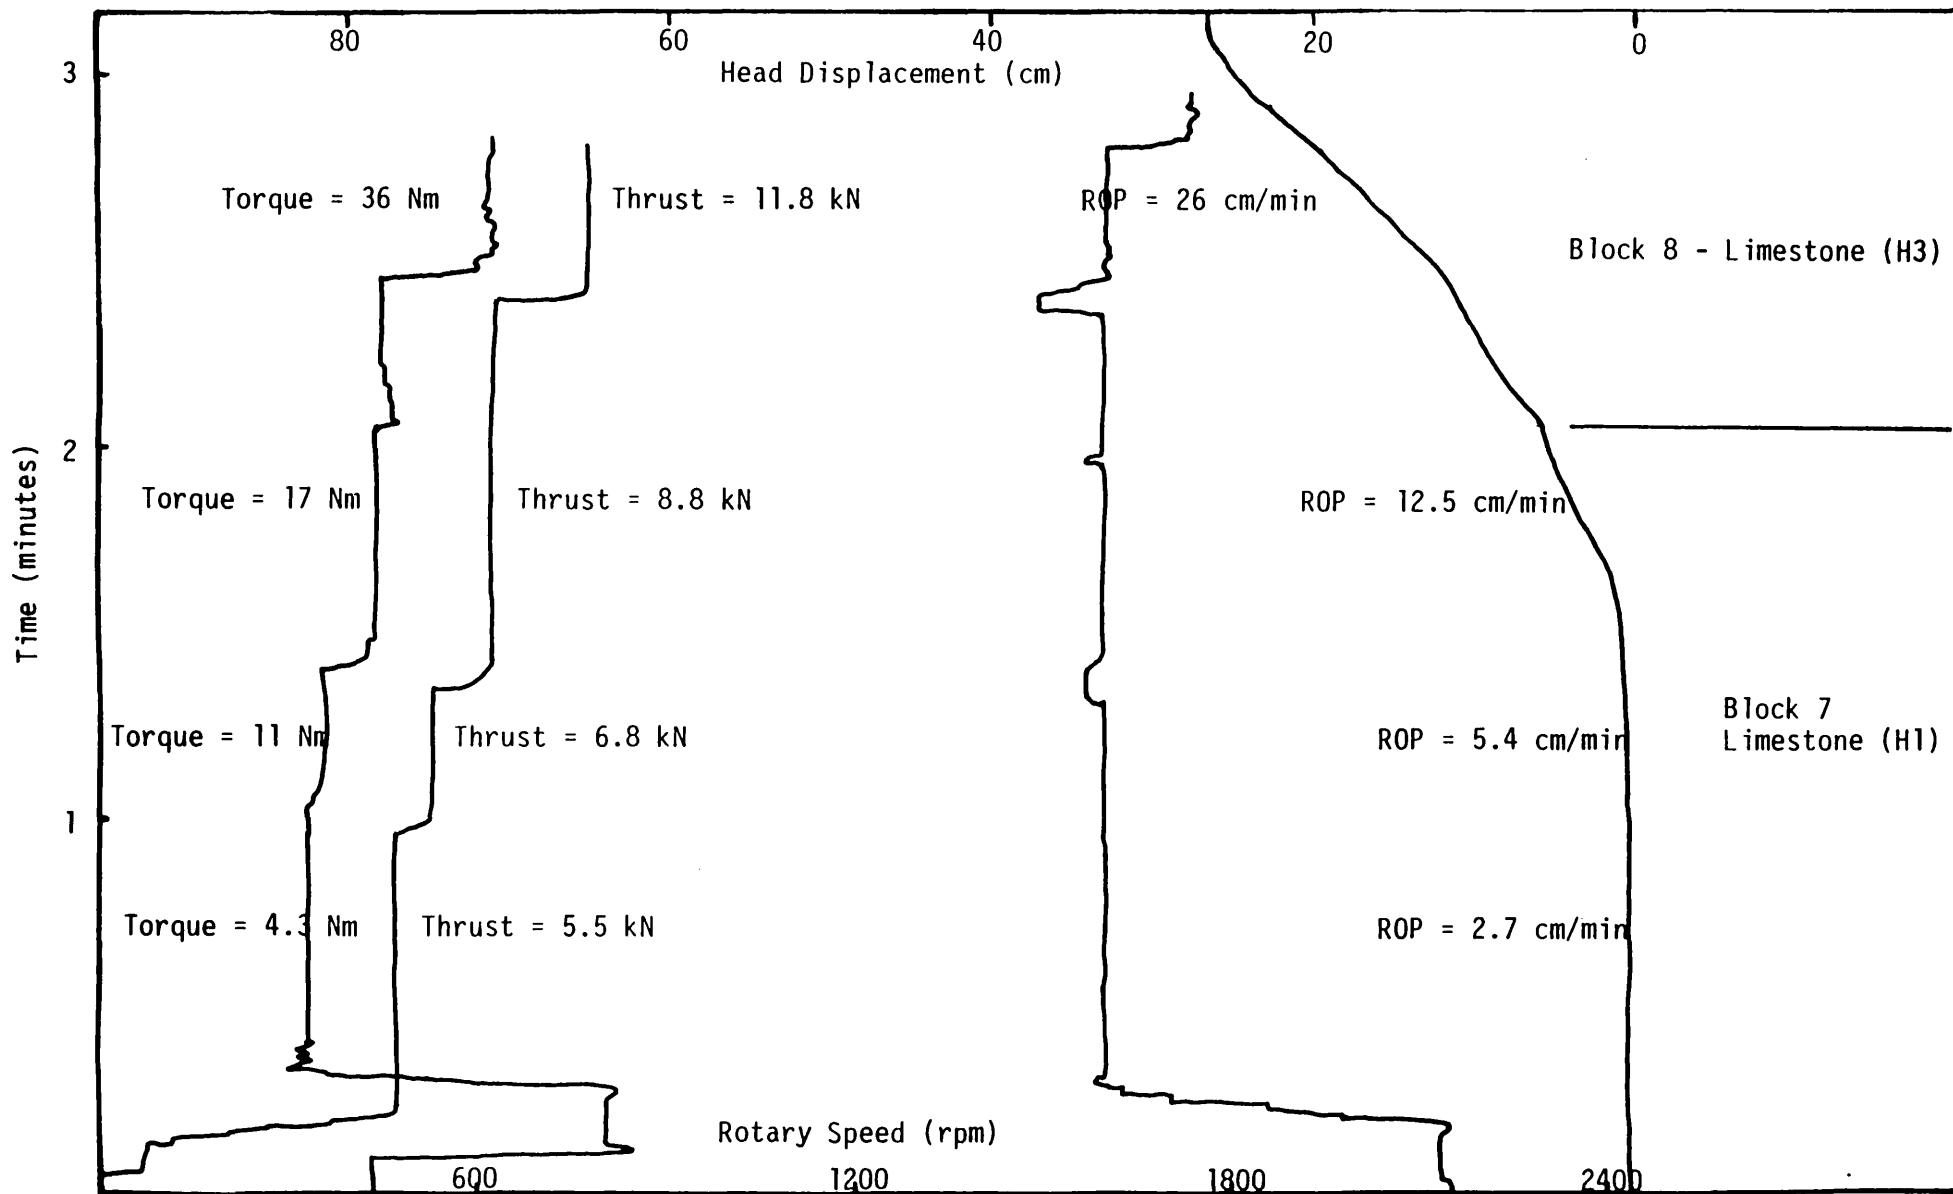 80 60 40 20 0
Head Displacement (cm)
3
Torque = 36 Nm Thrust = 11.8 kN ROP = 26 cm/min
Block 8 - Limestone (H3)
2
Time (minutes)
Torque = 17 Nm Thrust = 8.8 kN ROP = 12.5 cm/min
Block 7
Limestone (H1)
Torque = 11 Nm Thrust = 6.8 kN ROP = 5.4 cm/min
1
Torque = 4.3 Nm Thrust = 5.5 kN ROP = 2.7 cm/min
Rotary Speed (rpm)
600 1200 1800 2400